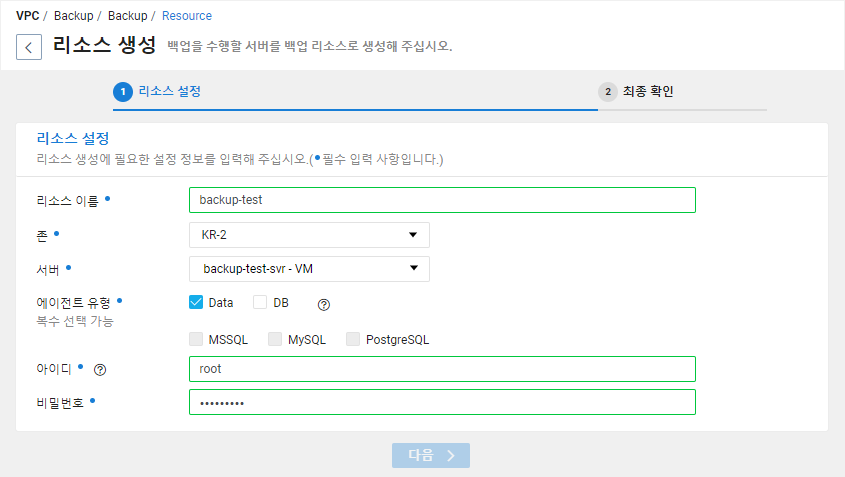 VPC / Backup / Backup / Resource
리소스 생성 백업을 수행할 서버를 백업 리소스로 생성해 주십시오.
1 리소스 설정 2 최종 확인
리소스 설정
리소스 생성에 필요한 설정 정보를 입력해 주십시오.(• 필수 입력 사항입니다.)
리소스 이름 • backup-test
존 • KR-2
서버 • backup-test-svr - VM
에이전트 유형 • Data DB ?
복수 선택 가능
MSSQL MySQL PostgreSQL
아이디 • ? root
비밀번호 • •••••••••
다음 >